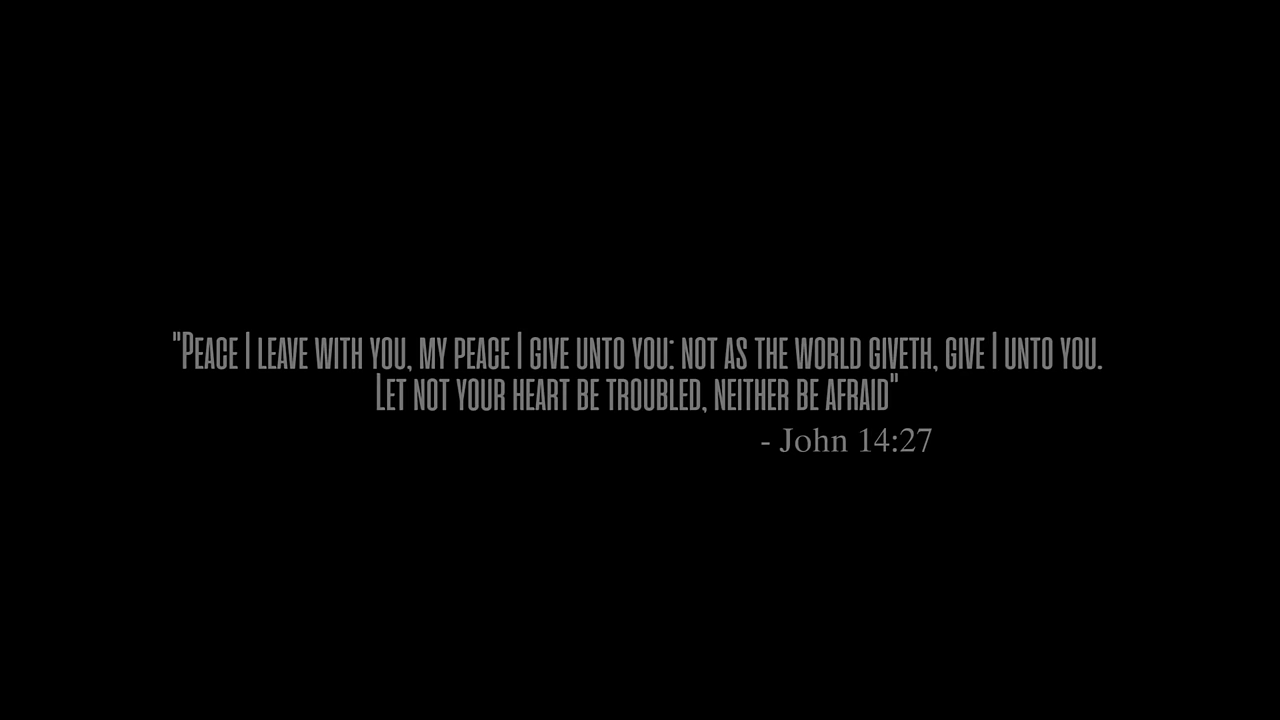 "Peace I leave with you, my peace I give unto you: not as the world giveth, give I unto you.
Let not your heart be troubled, neither be afraid"
- John 14:27